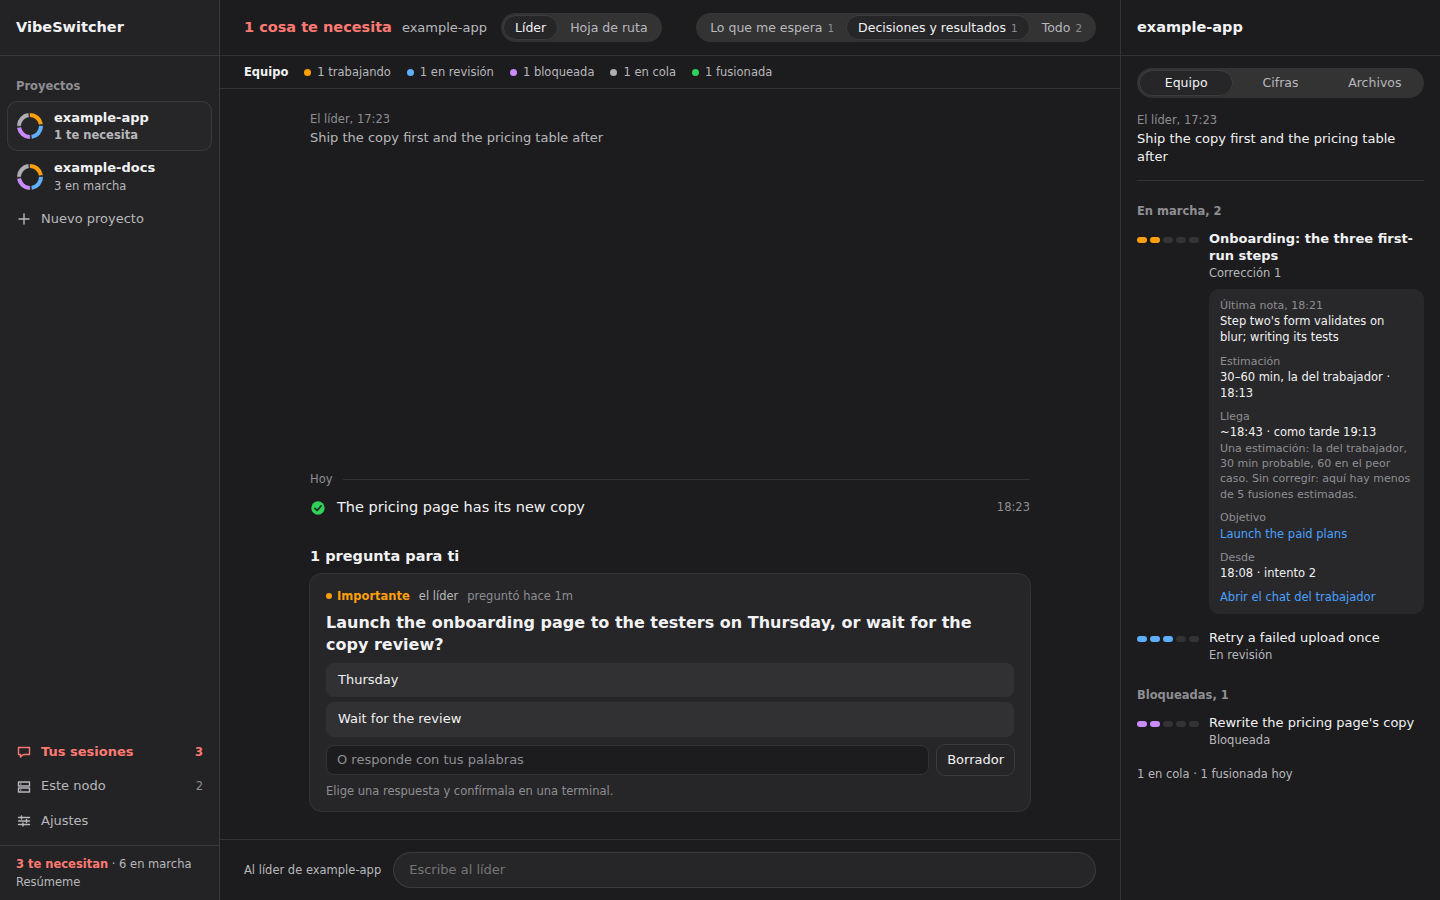 VibeSwitcher
Proyectos
example-app
1 te necesita
example-docs
3 en marcha
Nuevo proyecto
Tus sesiones 3
Este nodo 2
Ajustes
3 te necesitan · 6 en marcha
Resúmeme
1 cosa te necesita example-app Líder Hoja de ruta Lo que me espera 1 Decisiones y resultados 1 Todo 2
Equipo 1 trabajando 1 en revisión 1 bloqueada 1 en cola 1 fusionada
El líder, 17:23
Ship the copy first and the pricing table after
Hoy
The pricing page has its new copy 18:23
1 pregunta para ti
Importante el líder preguntó hace 1m
Launch the onboarding page to the testers on Thursday, or wait for the
copy review?
Thursday
Wait for the review
O responde con tus palabras Borrador
Elige una respuesta y confírmala en una terminal.
Al líder de example-app Escribe al líder
example-app
Equipo Cifras Archivos
El líder, 17:23
Ship the copy first and the pricing table
after
En marcha, 2
Onboarding: the three first-
run steps
Corrección 1
Última nota, 18:21
Step two's form validates on
blur; writing its tests
Estimación
30–60 min, la del trabajador ·
18:13
Llega
~18:43 · como tarde 19:13
Una estimación: la del trabajador,
30 min probable, 60 en el peor
caso. Sin corregir: aquí hay menos
de 5 fusiones estimadas.
Objetivo
Launch the paid plans
Desde
18:08 · intento 2
Abrir el chat del trabajador
Retry a failed upload once
En revisión
Bloqueadas, 1
Rewrite the pricing page's copy
Bloqueada
1 en cola · 1 fusionada hoy